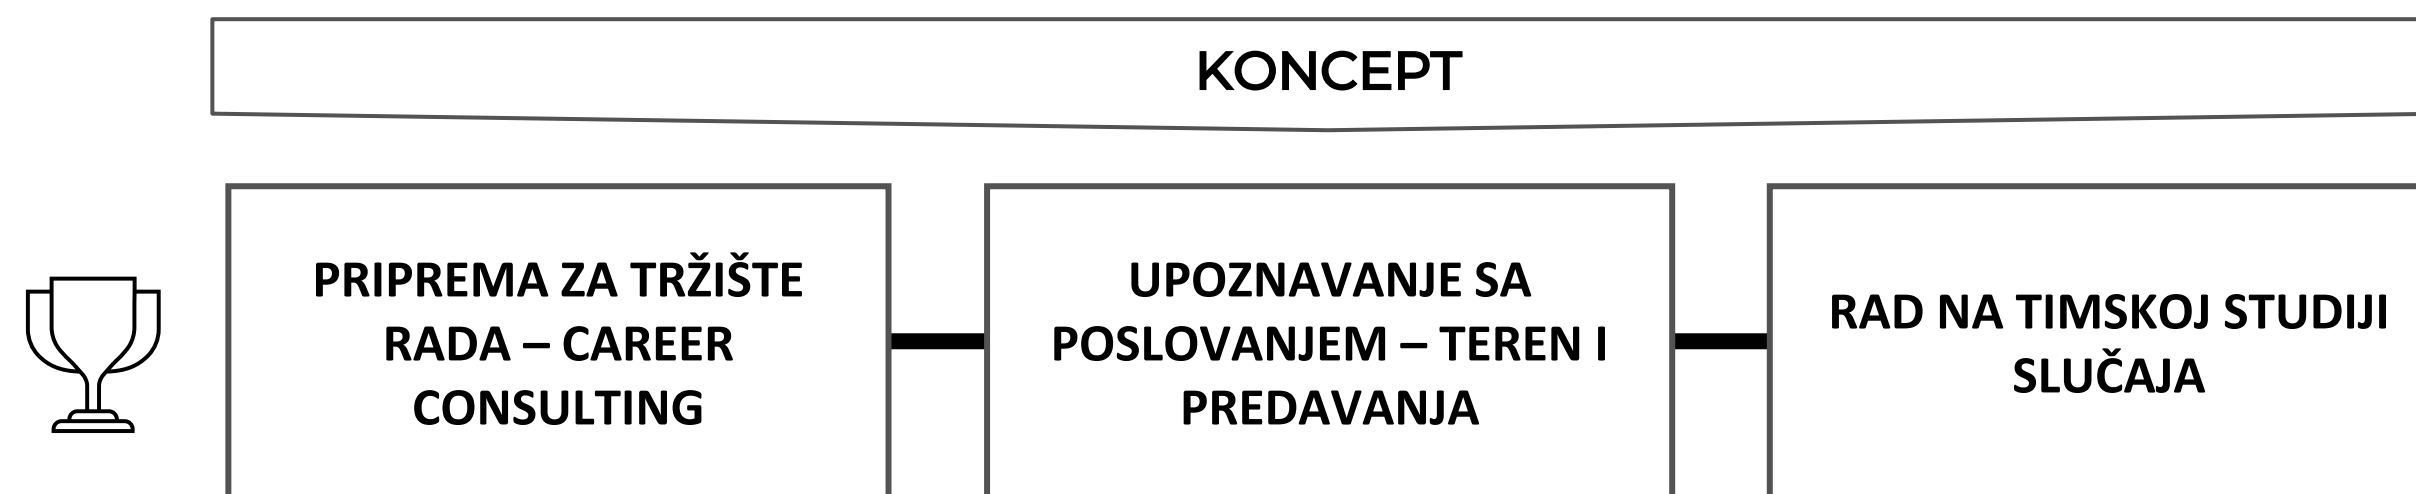 KONCEPT
PRIPREMA ZA TRŽIŠTE
RADA – CAREER
CONSULTING
UPOZNAVANJE SA
POSLOVANJEM – TEREN I
PREDAVANJA
RAD NA TIMSKOJ STUDIJI
SLUČAJA